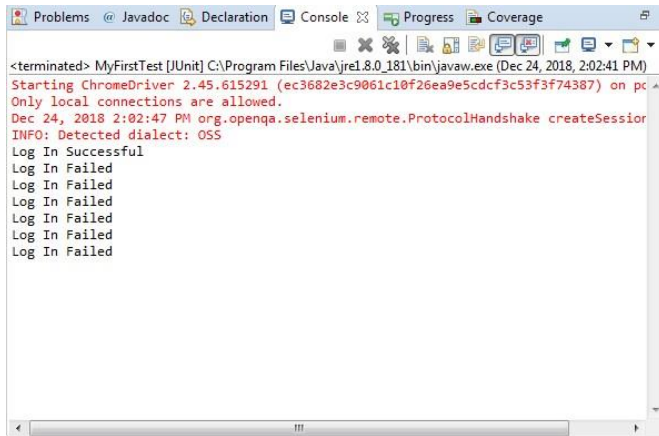 Problems @ Javadoc Declaration Console Progress Coverage
<terminated> MyFirstTest [JUnit] C:\Program Files\Java\jre1.8.0_181\bin\javaw.exe (Dec 24, 2018, 2:02:41 PM)
Starting ChromeDriver 2.45.615291 (ec3682e3c9061c10f26ea9e5cdcf3c53f3f74387) on po
Only local connections are allowed.
Dec 24, 2018 2:02:47 PM org.openqa.selenium.remote.ProtocolHandshake createSession
INFO: Detected dialect: OSS
Log In Successful
Log In Failed
Log In Failed
Log In Failed
Log In Failed
Log In Failed
Log In Failed